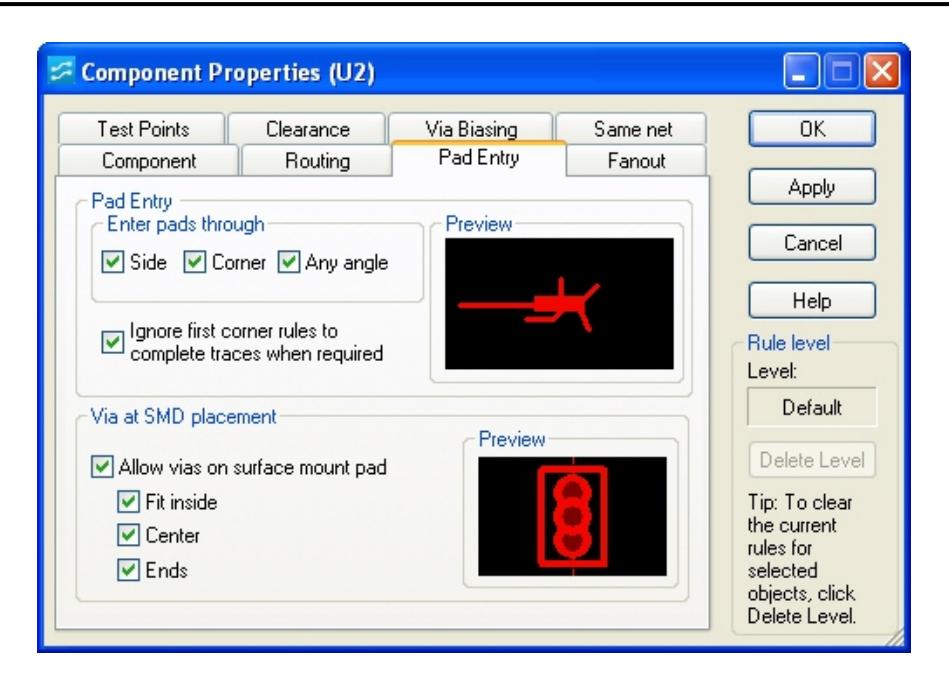 Component Properties (U2)
Test Points Clearance Via Biasing Same net
Component Routing Pad Entry Fanout
Pad Entry
Enter pads through
Side Corner Any angle
Ignore first corner rules to
complete traces when required
Preview
Via at SMD placement
Allow vias on surface mount pad
Fit inside
Center
Ends
Preview
OK
Apply
Cancel
Help
Rule level
Level:
Default
Delete Level
Tip: To clear
the current
rules for
selected
objects, click
Delete Level.